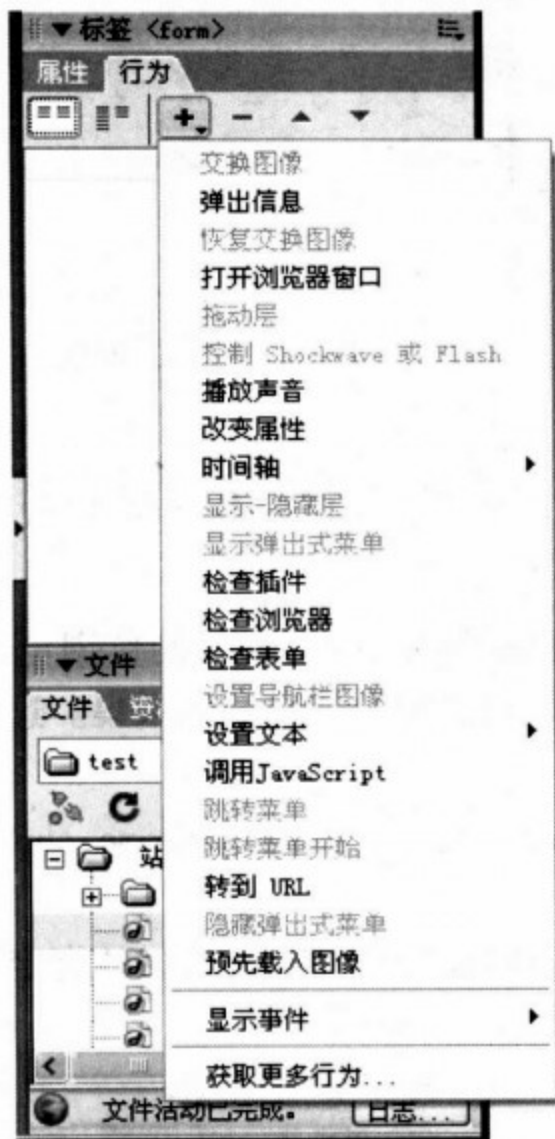 标签 <form>
属性 行为
交换图像
弹出信息
恢复交换图像
打开浏览器窗口
拖动层
控制 Shockwave 或 Flash
播放声音
改变属性
时间轴
显示-隐藏层
显示弹出式菜单
检查插件
检查浏览器
检查表单
设置导航栏图像
设置文本
调用JavaScript
跳转菜单
跳转菜单开始
转到 URL
隐藏弹出式菜单
预先载入图像
显示事件
获取更多行为...
文件
文件 资
test
站
文件活动已完成。 日志...